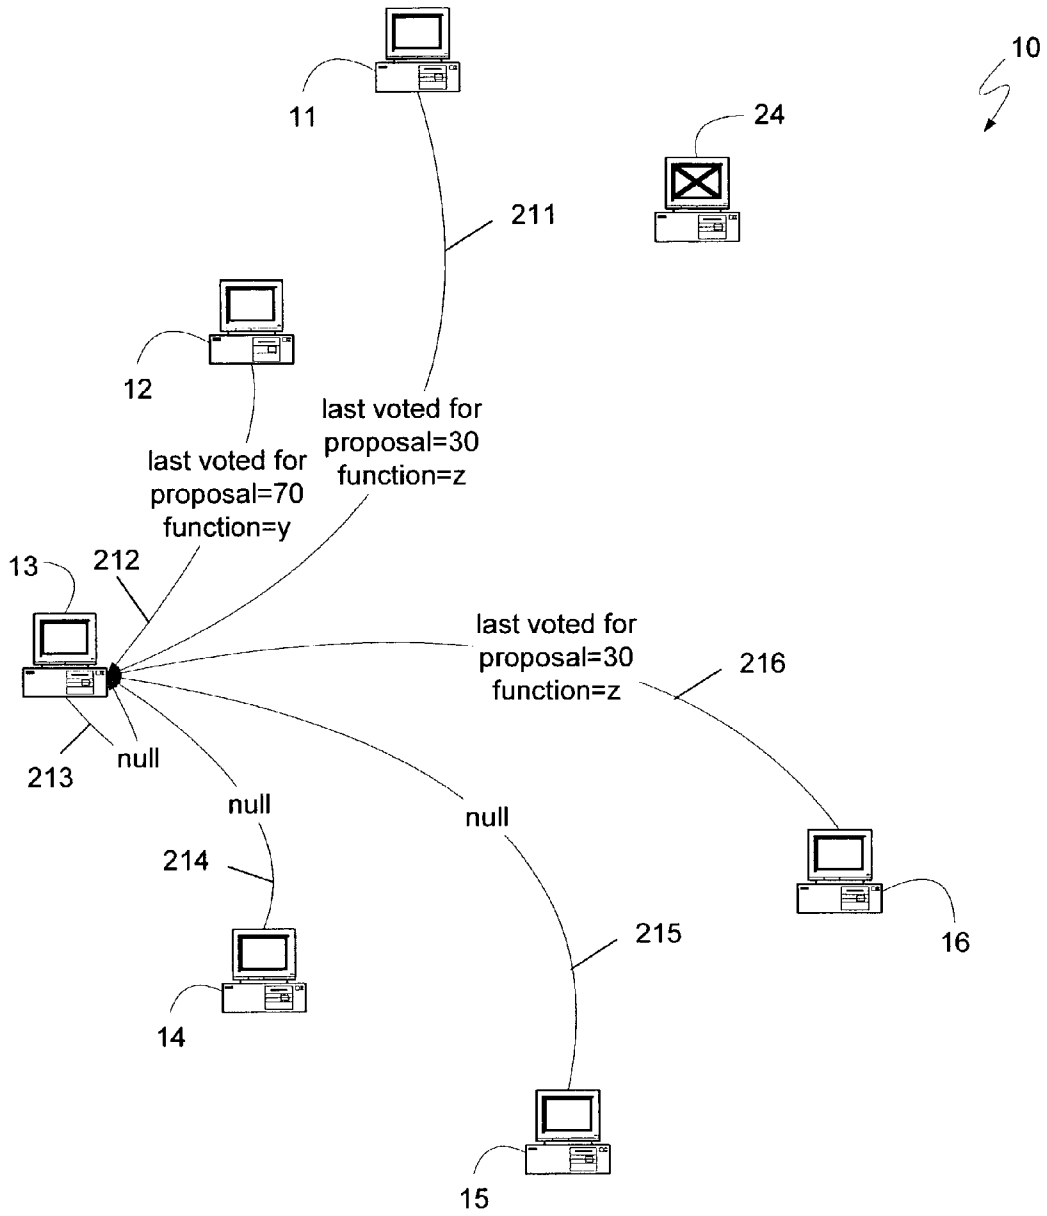 10
11
24
211
12
last voted for
proposal=30
function=z
last voted for
proposal=70
function=y
13
212
last voted for
proposal=30
function=z
216
213
null
null
null
214
215
16
14
15